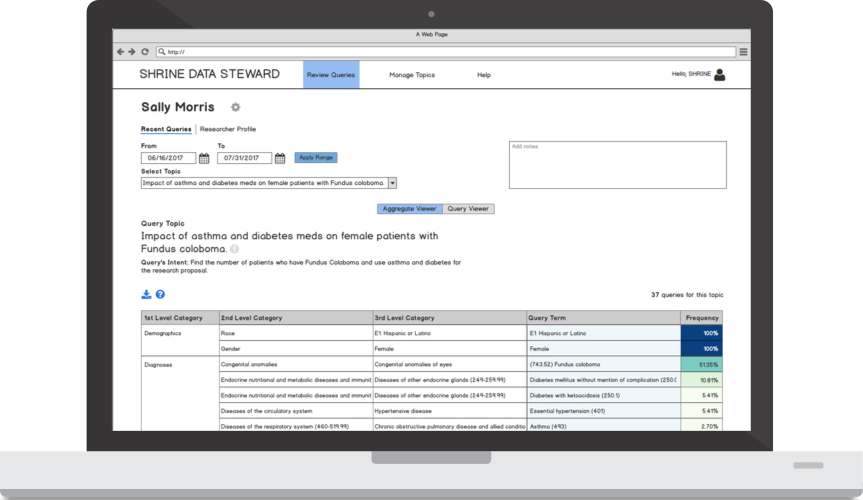 A Web Page
http://
SHRINE DATA STEWARD Review Queries Manage Topics Help Hello, SHRINE
Sally Morris
Recent Queries Researcher Profile
From To
06/16/2017 07/31/2017 Apply Range
Add notes
Select Topic
Impact of asthma and diabetes meds on female patients with Fundus coloboma.
Aggregate Viewer Query Viewer
Query Topic
Impact of asthma and diabetes meds on female patients with
Fundus coloboma.
Query's Intent: Find the number of patients who have Fundus Coloboma and use asthma and diabetes for
the research proposal.
37 queries for this topic
1st Level Category 2nd Level Category 3rd Level Category Query Term Frequency
Demographics Race E1: Hispanic or Latino E1: Hispanic or Latino 100%
Gender Female Female 100%
Diagnoses Congenital anomalies Congenital anomalies of eyes (743.52) Fundus coloboma 51.35%
Endocrine nutritional and metabolic diseases and immunit Diseases of other endocrine glands (249-259.99) Diabetes mellitus without mention of complication (250.0 10.81%
Endocrine nutritional and metabolic diseases and immunit Diseases of other endocrine glands (249-259.99) Diabetes with ketoacidosis (250.1) 5.41%
Diseases of the circulatory system Hypertensive disease Essential hypertension (401) 5.41%
Diseases of the respiratory system (460-519.99) Chronic obstructive pulmonary disease and allied conditio Asthma (493) 2.70%